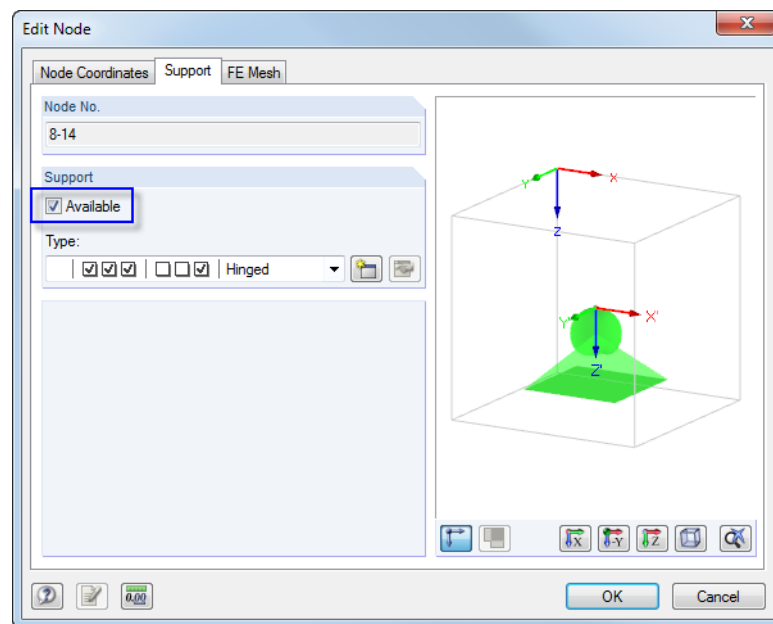 Edit Node
Node Coordinates Support FE Mesh
Node No.
8-14
Support
Available
Type:
Hinged
Y X
Z
Y' X'
Z'
X -Y Z
0.00
OK Cancel